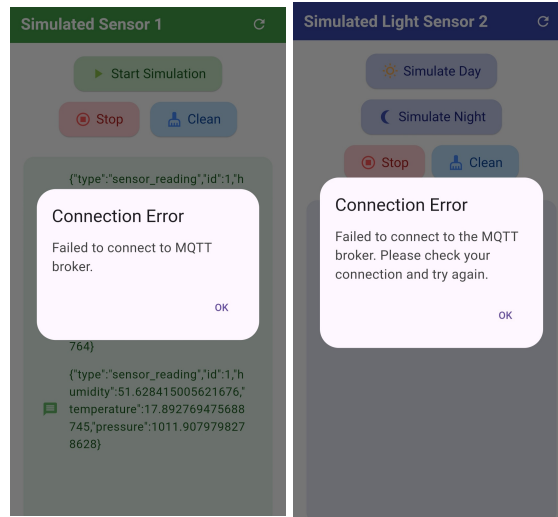 Simulated Sensor 1
Start Simulation
Stop
Clean
{"type":"sensor_reading","id":1,"h
Connection Error
Failed to connect to MQTT
broker.
OK
764}
{"type":"sensor_reading","id":1,"h
umidity":51.628415005621676,"
temperature":17.892769475688
745,"pressure":1011.907979827
8628}
Simulated Light Sensor 2
Simulate Day
Simulate Night
Stop
Clean
Connection Error
Failed to connect to the MQTT
broker. Please check your
connection and try again.
OK